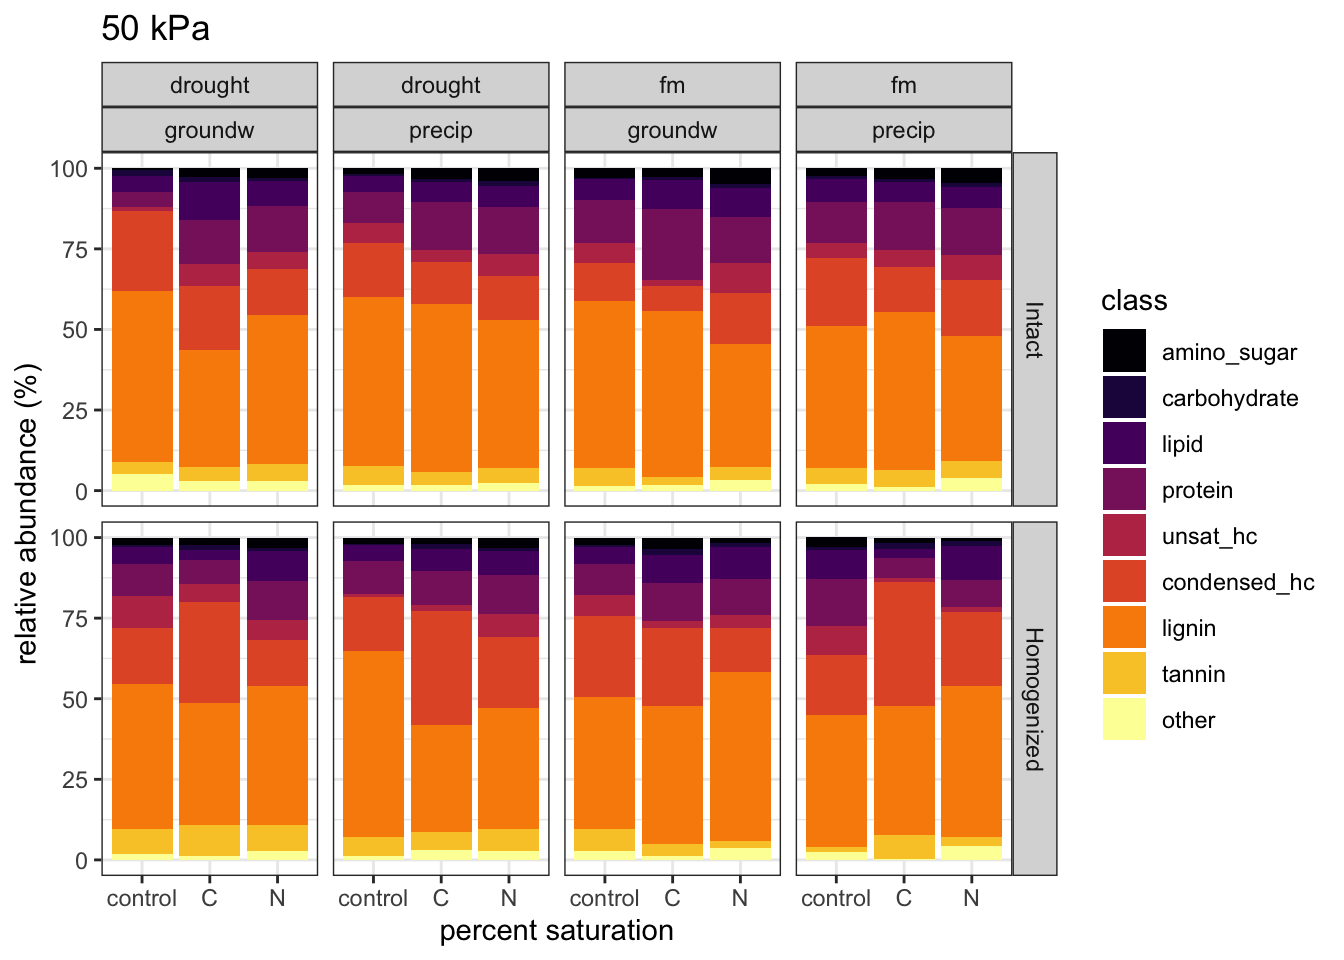 50 kPa
drought
drought
fm
fm
groundw
precip
groundw
precip
100
75
50
25
0
Intact
100
75
50
25
0
Homogenized
control C N
control C N
control C N
control C N
percent saturation
relative abundance (%)
class
amino_sugar
carbohydrate
lipid
protein
unsat_hc
condensed_hc
lignin
tannin
other